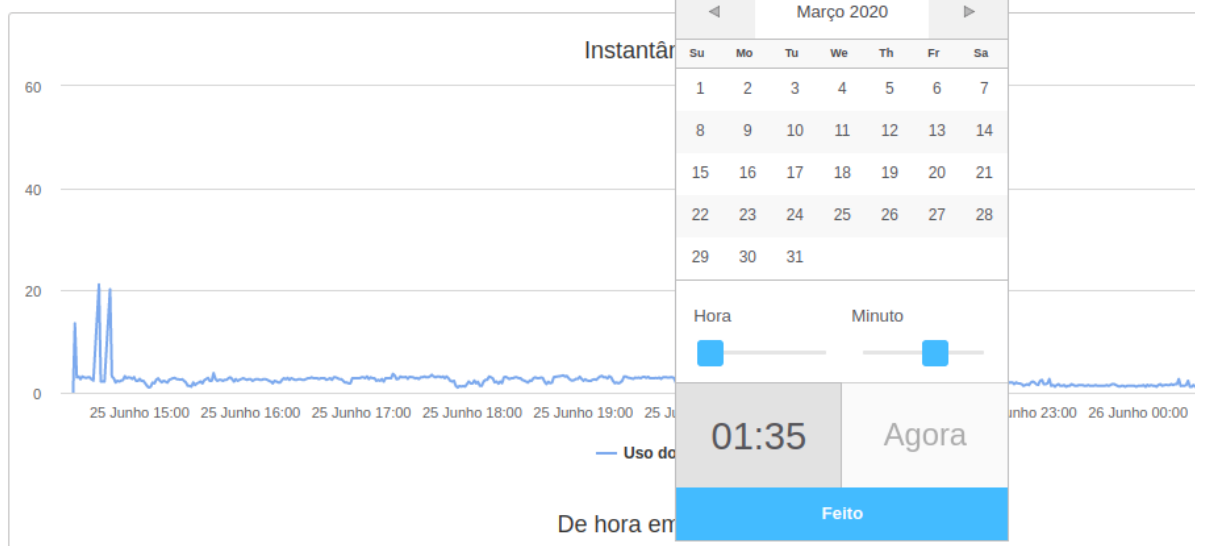 Março 2020
Instantân
Su Mo Tu We Th Fr Sa
60
1 2 3 4 5 6 7
8 9 10 11 12 13 14
15 16 17 18 19 20 21
40
22 23 24 25 26 27 28
29 30 31
20
Hora Minuto
0
25 Junho 15:00 25 Junho 16:00 25 Junho 17:00 25 Junho 18:00 25 Junho 19:00 25 Ju nho 23:00 26 Junho 00:00
01:35 Agora
Uso do
Feito
De hora em